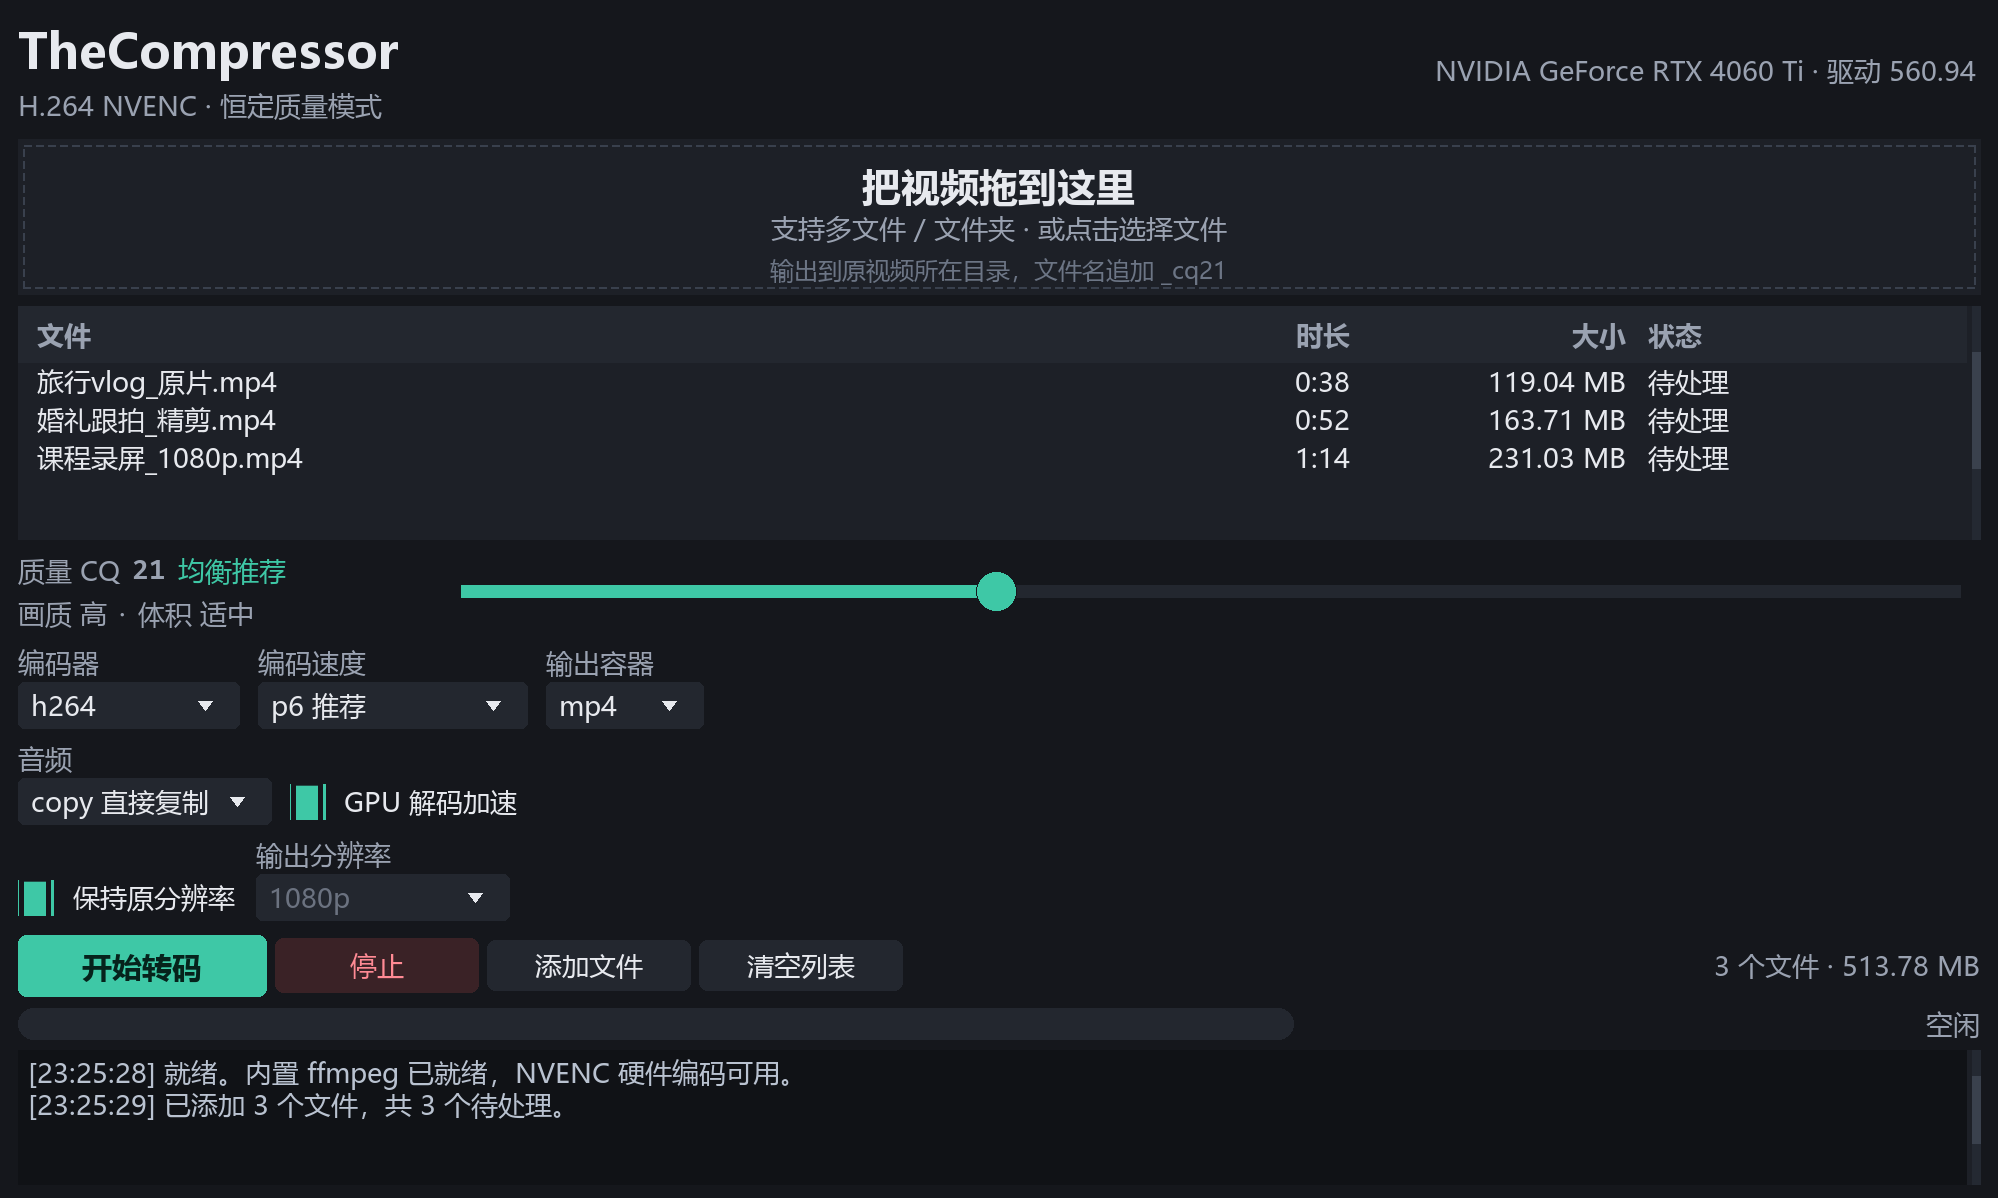 TheCompressor
H.264 NVENC · 恒定质量模式
NVIDIA GeForce RTX 4060 Ti · 驱动 560.94
把视频拖到这里
支持多文件 / 文件夹 · 或点击选择文件
输出到原视频所在目录，文件名追加 _cq21
文件 时长 大小 状态
旅行vlog_原片.mp4 0:38 119.04 MB 待处理
婚礼跟拍_精剪.mp4 0:52 163.71 MB 待处理
课程录屏_1080p.mp4 1:14 231.03 MB 待处理
质量 CQ 21 均衡推荐
画质 高 · 体积 适中
编码器 编码速度 输出容器
h264 p6 推荐 mp4
音频
copy 直接复制 GPU 解码加速
输出分辨率
保持原分辨率 1080p
开始转码 停止 添加文件 清空列表 3 个文件 · 513.78 MB
空闲
[23:25:28] 就绪。内置 ffmpeg 已就绪，NVENC 硬件编码可用。
[23:25:29] 已添加 3 个文件，共 3 个待处理。